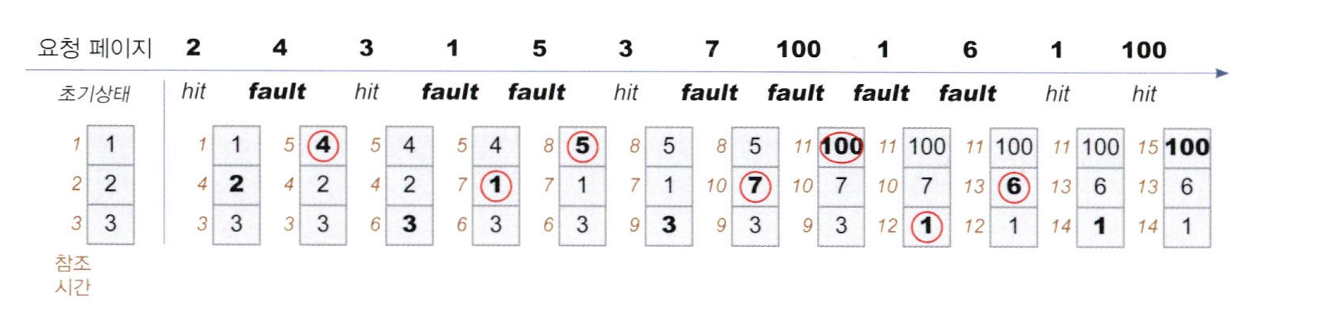 요청 페이지 2 4 3 1 5 3 7 100 1 6 1 100
초기상태 hit fault hit fault fault hit fault fault fault fault hit hit
1 1 1 1 5 4 5 4 5 4 8 5 8 5 8 5 11 100 11 100 11 100 11 100 15 100
2 2 4 2 4 2 4 2 7 1 7 1 7 1 10 7 10 7 10 7 13 6 13 6 13 6
3 3 3 3 3 3 6 3 6 3 6 3 9 3 9 3 9 3 12 1 12 1 14 1 14 1
참조
시간